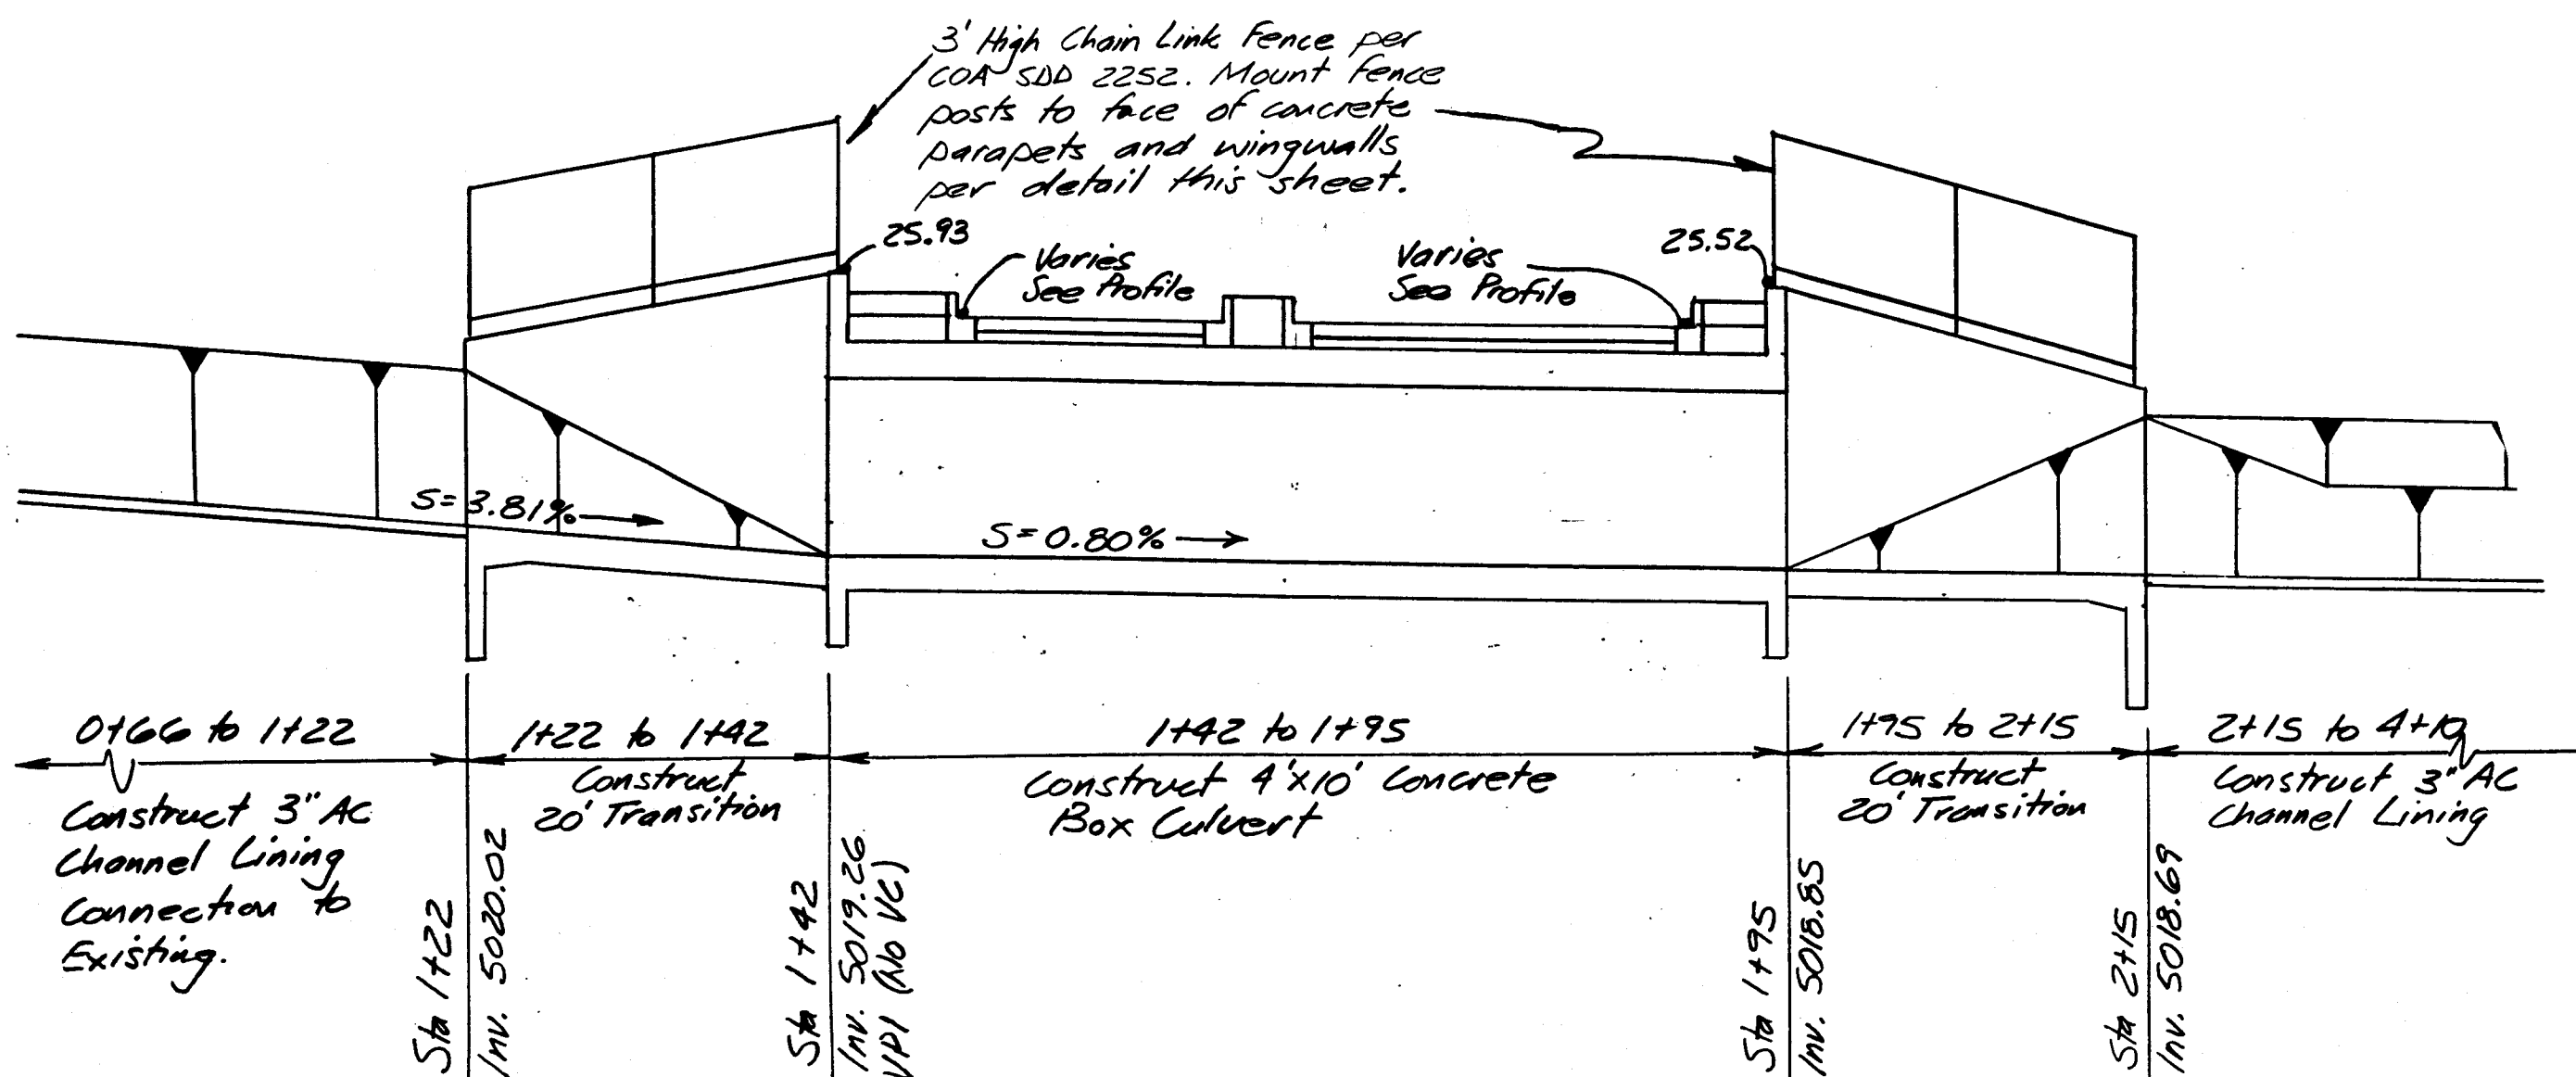 3' High Chain Link Fence per
COA SDD 2252. Mount fence
posts to face of concrete
parapets and wingwalls
per detail this sheet.
25.93
Varies
See Profile
Varies
See Profile
25.52
S=3.81%
S=0.80%
0+66 to 1+22
Construct 3" AC
Channel Lining
Connection to
Existing.
1+22 to 1+42
Construct
20' Transition
1+42 to 1+95
Construct 4'x10' Concrete
Box Culvert
1+95 to 2+15
Construct
20' Transition
2+15 to 4+10
Construct 3" AC
Channel Lining
Sta 1+22
Inv. 5020.02
Sta 1+42
Inv. 5019.26
VPI (No VC)
Sta 1+95
Inv. 5018.85
Sta 2+15
Inv. 5018.69